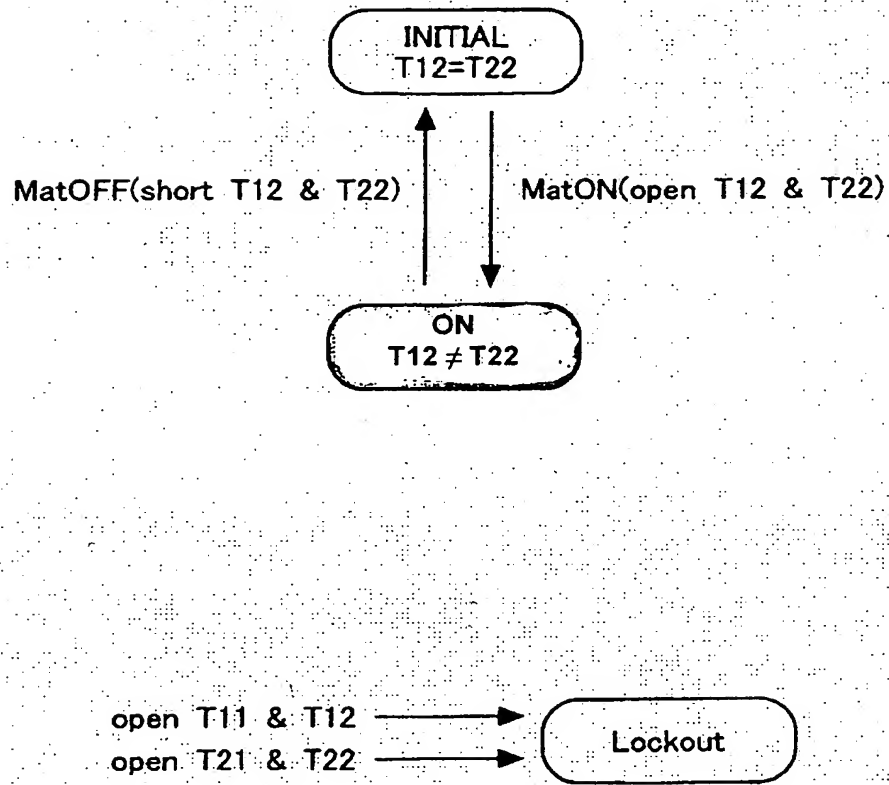 INITIAL
T12=T22
MatOFF(short T12 & T22)
MatON(open T12 & T22)
ON
T12 ≠ T22
open T11 & T12
open T21 & T22
Lockout